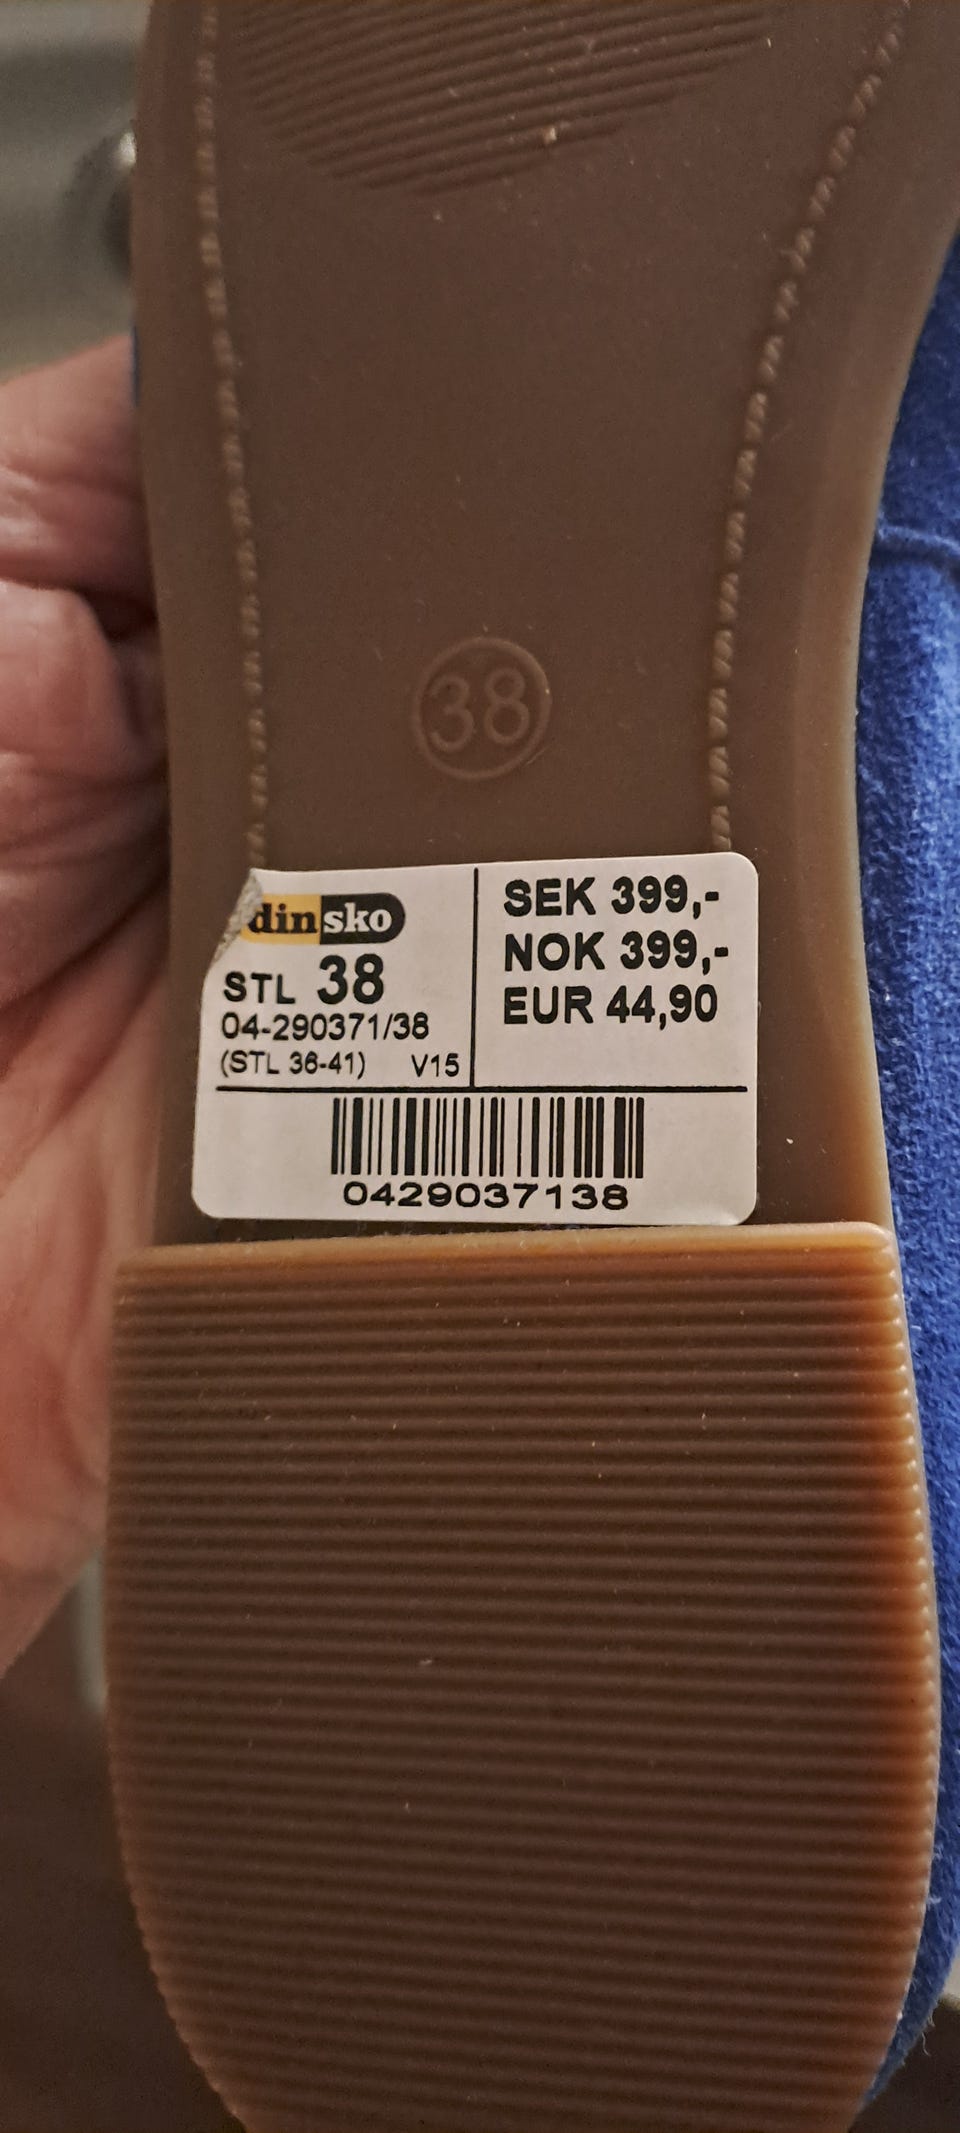 38
dinsko
STL 38
04-290371/38
(STL 36-41) V15
SEK 399,-
NOK 399,-
EUR 44,90
0429037138